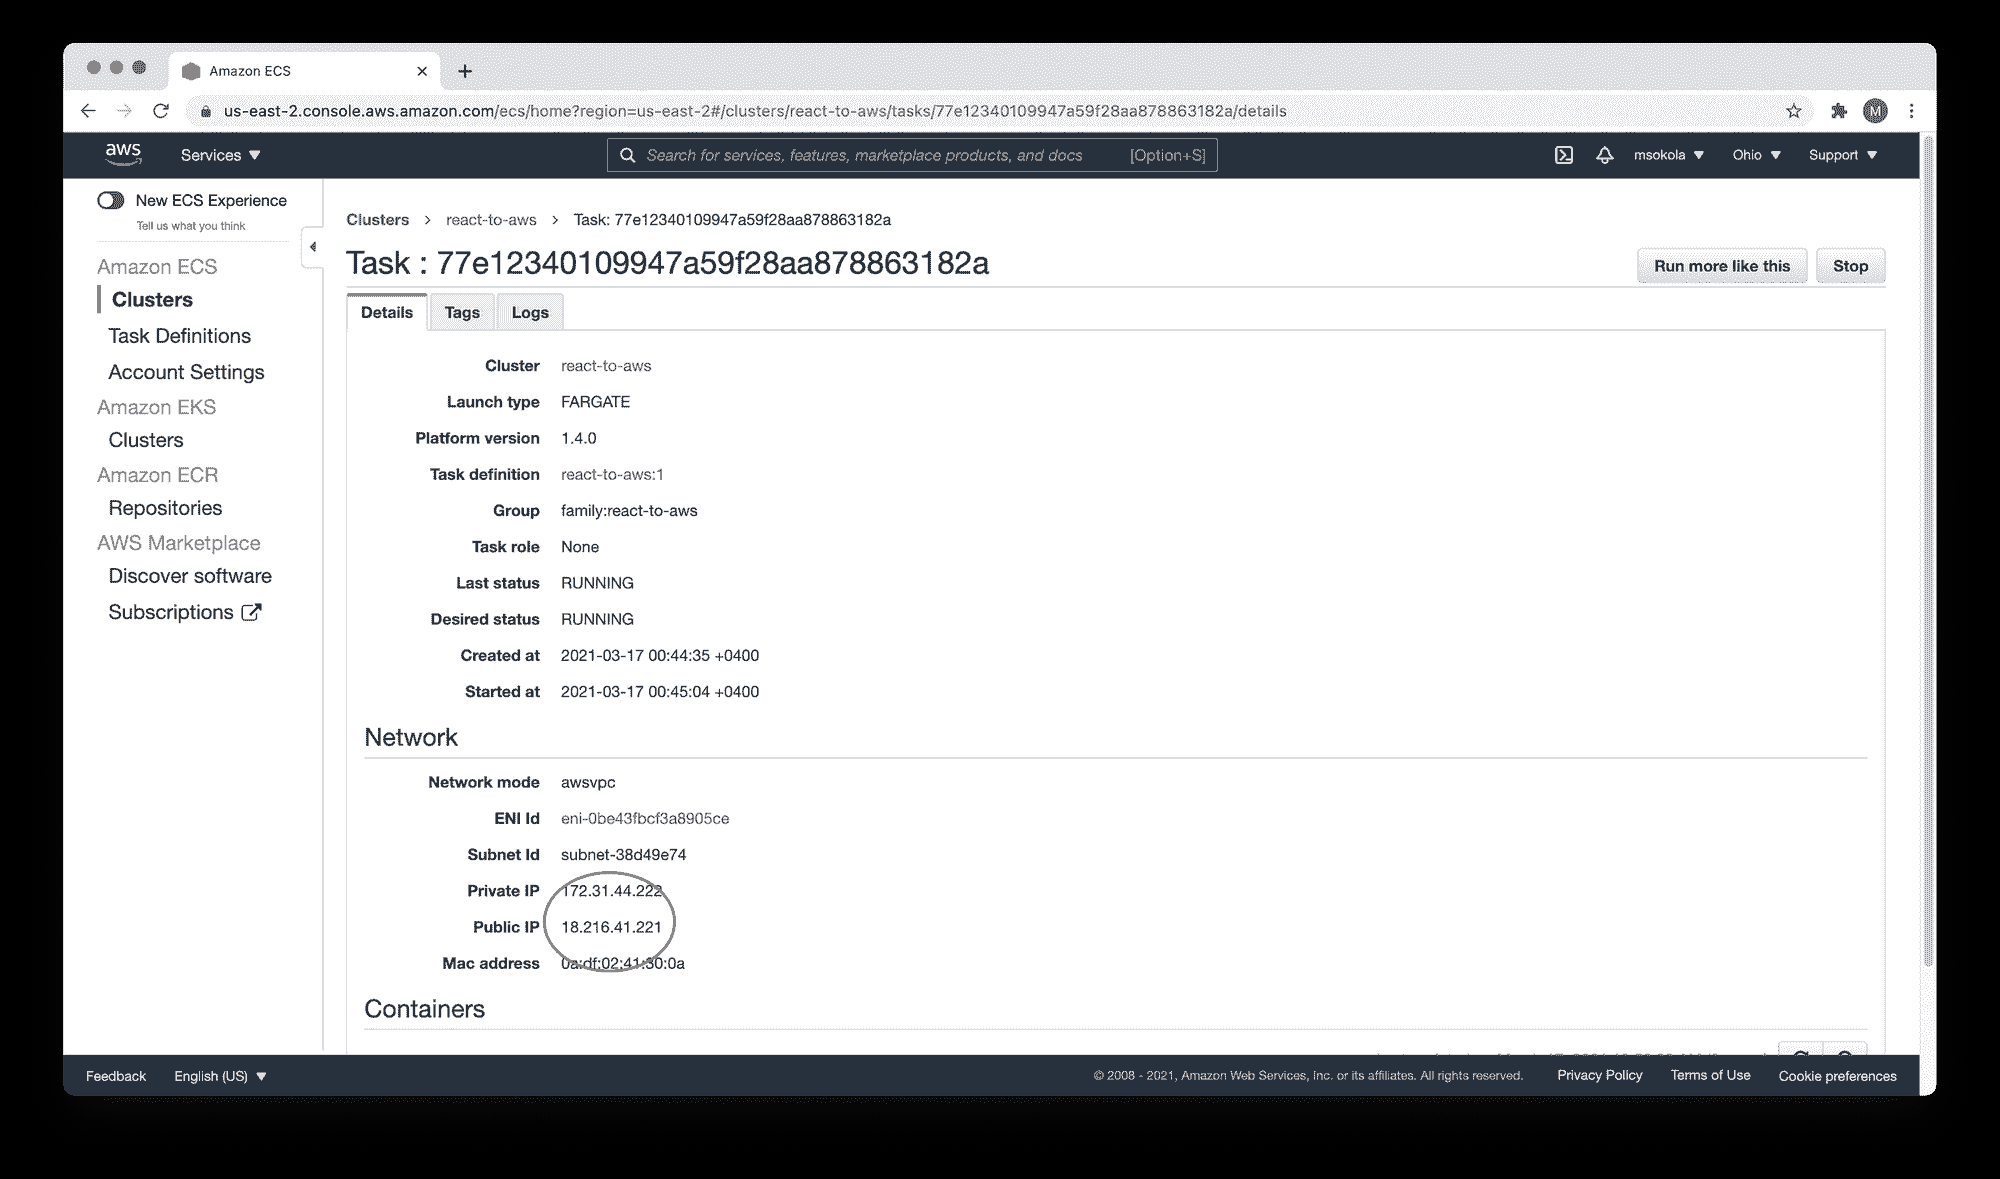 Amazon ECS
us-east-2.console.aws.amazon.com/ecs/home?region=us-east-2#/clusters/react-to-aws/tasks/77e12340109947a59f28aa878863182a/details
M
aws Services Search for services, features, marketplace products, and docs [Option+S] msokola Ohio Support
New ECS Experience
Tell us what you think
Amazon ECS
Clusters
Task Definitions
Account Settings
Amazon EKS
Clusters
Amazon ECR
Repositories
AWS Marketplace
Discover software
Subscriptions
Clusters > react-to-aws > Task: 77e12340109947a59f28aa878863182a
Task : 77e12340109947a59f28aa878863182a
Run more like this Stop
Details Tags Logs
Cluster react-to-aws
Launch type FARGATE
Platform version 1.4.0
Task definition react-to-aws:1
Group family:react-to-aws
Task role None
Last status RUNNING
Desired status RUNNING
Created at 2021-03-17 00:44:35 +0400
Started at 2021-03-17 00:45:04 +0400
Network
Network mode awsvpc
ENI Id eni-0be43fbcf3a8905ce
Subnet Id subnet-38d49e74
Private IP 172.31.44.222
Public IP 18.216.41.221
Mac address 0a:df:02:41:30:0a
Containers
Feedback English (US) © 2008 - 2021, Amazon Web Services, Inc. or its affiliates. All rights reserved. Privacy Policy Terms of Use Cookie preferences